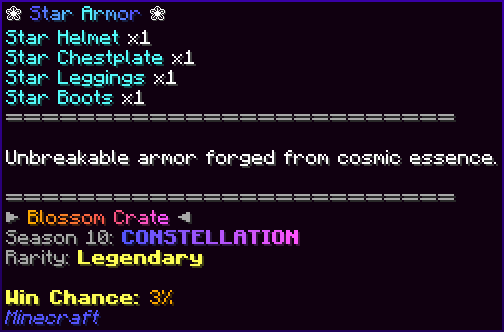 ❀ Star Armor ❀
Star Helmet x1
Star Chestplate x1
Star Leggings x1
Star Boots x1
============================
Unbreakable armor forged from cosmic essence.
============================
► Blossom Crate ◄
Season 10: CONSTELLATION
Rarity: Legendary
Win Chance: 3%
Minecraft